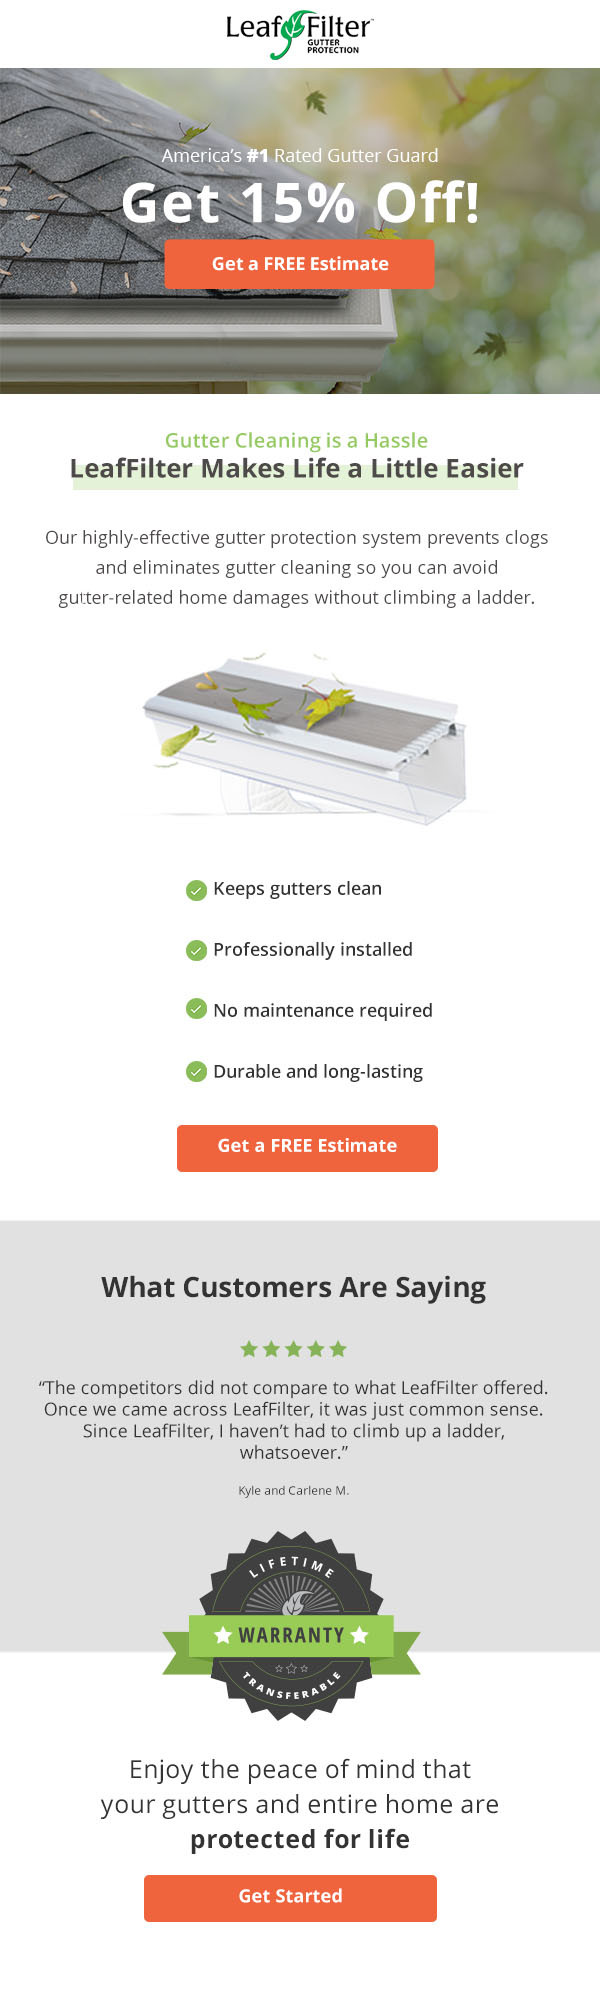 LeafFilter™
GUTTER
PROTECTION
America's #1 Rated Gutter Guard
Get 15% Off!
Get a FREE Estimate
Gutter Cleaning is a Hassle
LeafFilter Makes Life a Little Easier
Our highly-effective gutter protection system prevents clogs
and eliminates gutter cleaning so you can avoid
gutter-related home damages without climbing a ladder.
Keeps gutters clean
Professionally installed
No maintenance required
Durable and long-lasting
Get a FREE Estimate
What Customers Are Saying
“The competitors did not compare to what LeafFilter offered.
Once we came across LeafFilter, it was just common sense.
Since LeafFilter, I haven’t had to climb up a ladder,
whatsoever.”
Kyle and Carlene M.
LIFETIME
WARRANTY
TRANSFERABLE
Enjoy the peace of mind that
your gutters and entire home are
protected for life
Get Started